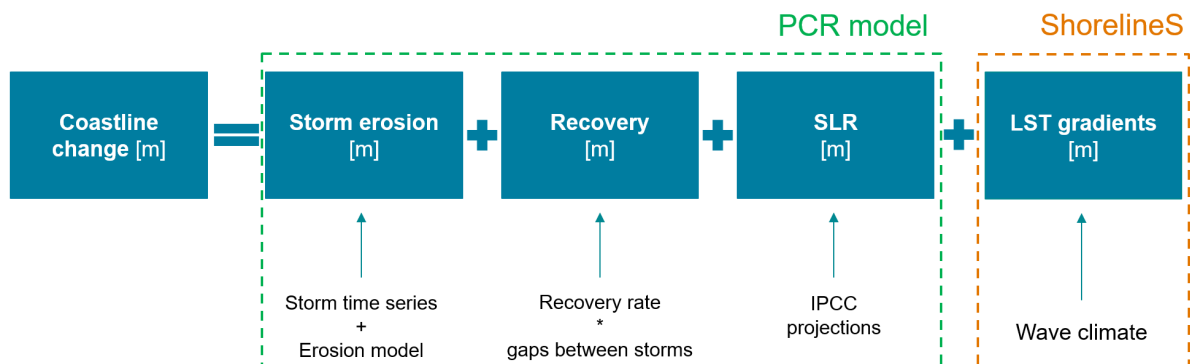 PCR model
ShorelineS
Coastline
change [m]
Storm erosion
[m]
Recovery
[m]
SLR
[m]
LST gradients
[m]
Storm time series
+
Erosion model
Recovery rate
*
gaps between storms
IPCC
projections
Wave climate